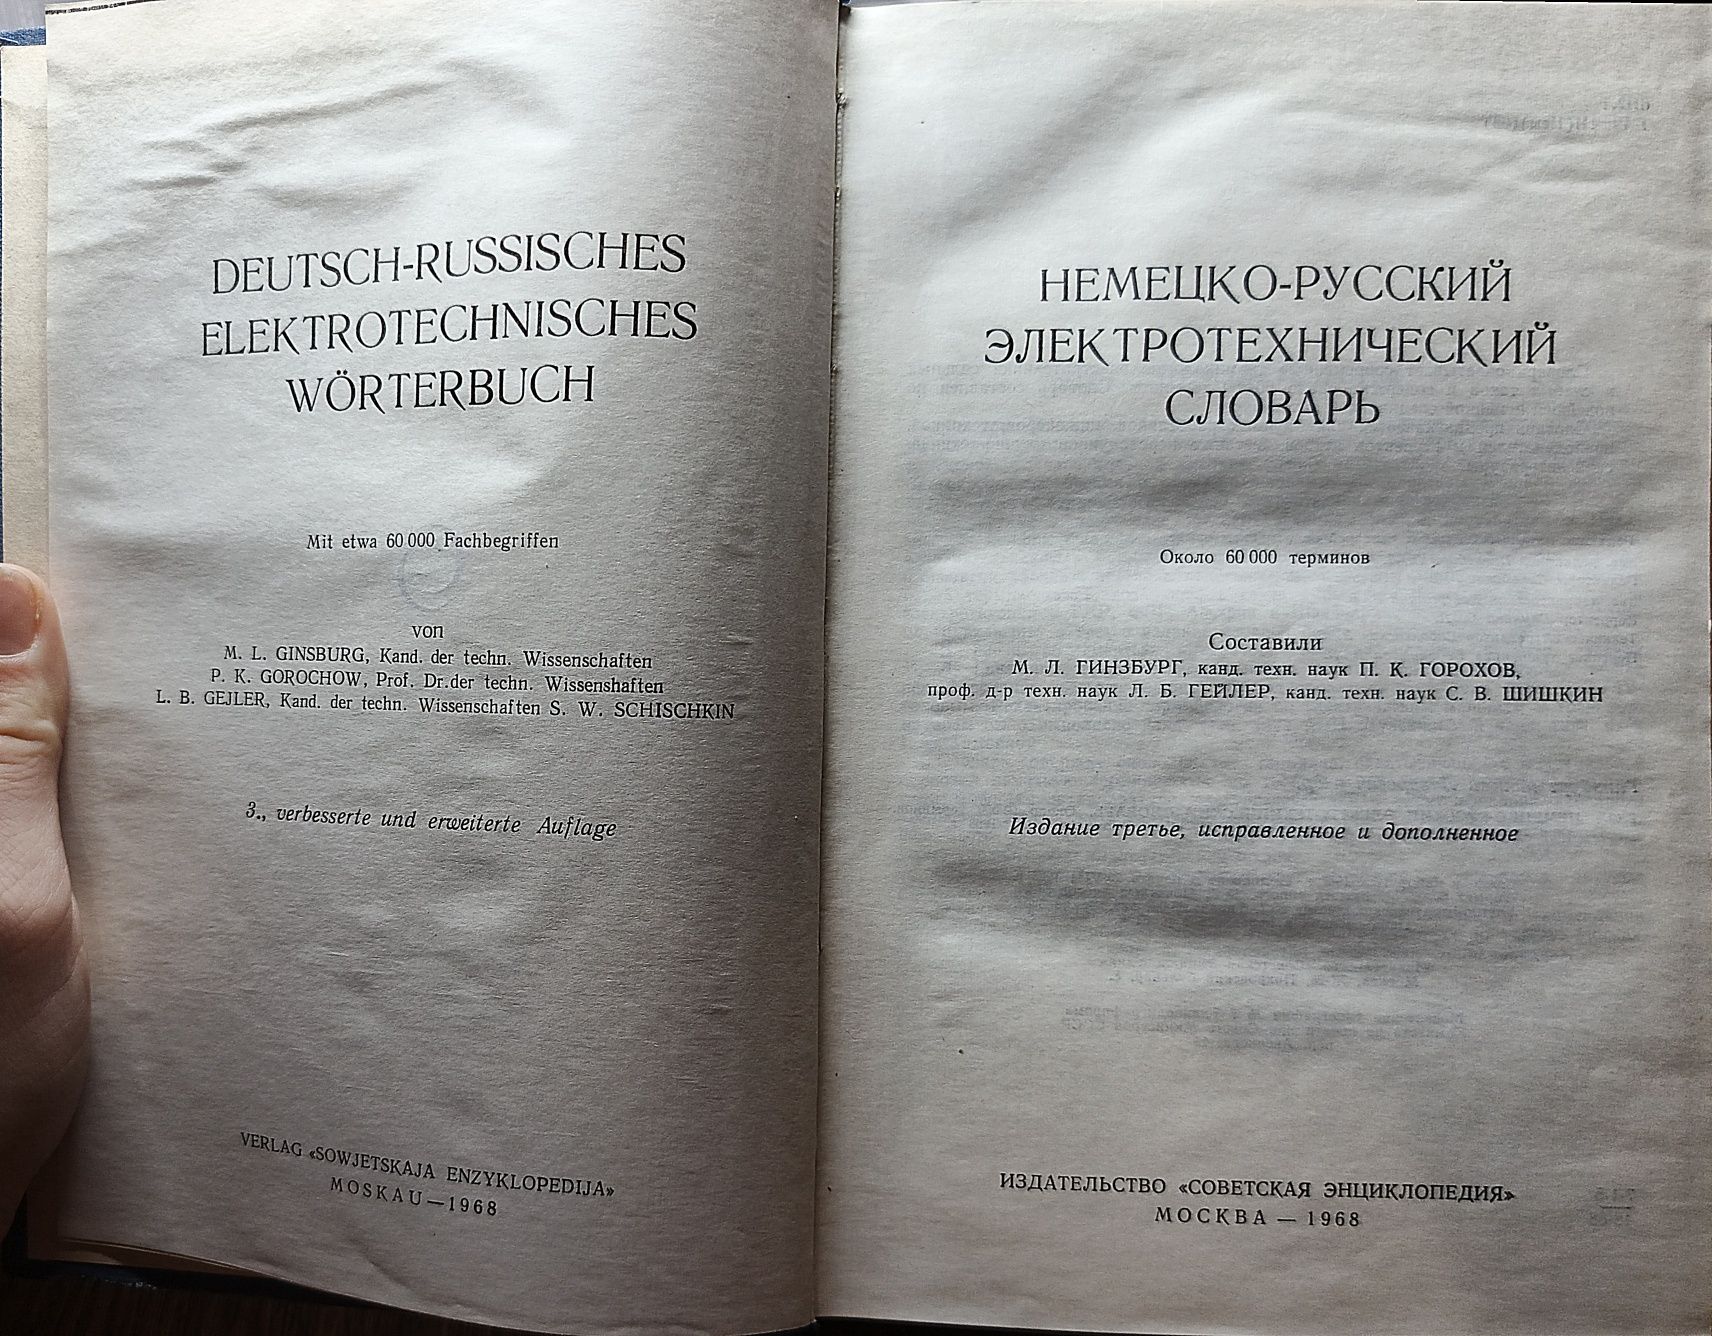 DEUTSCH-RUSSISCHES
ELEKTROTECHNISCHES
WÖRTERBUCH
Mit etwa 60 000 Fachbegriffen
von
M. L. GINSBURG, Kand. der techn. Wissenschaften
P. K. GOROCHOW, Prof. Dr.der techn. Wissenshaften
L. B. GEJLER, Kand. der techn. Wissenschaften S. W. SCHISCHKIN
3., verbesserte und erweiterte Auflage
VERLAG «SOWJETSKAJA ENZYKLOPEDIJA»
MOSKAU—1968
НЕМЕЦКО-РУССКИЙ
ЭЛЕКТРОТЕХНИЧЕСКИЙ
СЛОВАРЬ
Около 60 000 терминов
Составили
М. Л. ГИНЗБУРГ, канд. техн. наук П. К. ГОРОХОВ,
проф. д-р техн. наук Л. Б. ГЕЙЛЕР, канд. техн. наук С. В. ШИШКИН
Издание третье, исправленное и дополненное
ИЗДАТЕЛЬСТВО «СОВЕТСКАЯ ЭНЦИКЛОПЕДИЯ»
МОСКВА — 1968